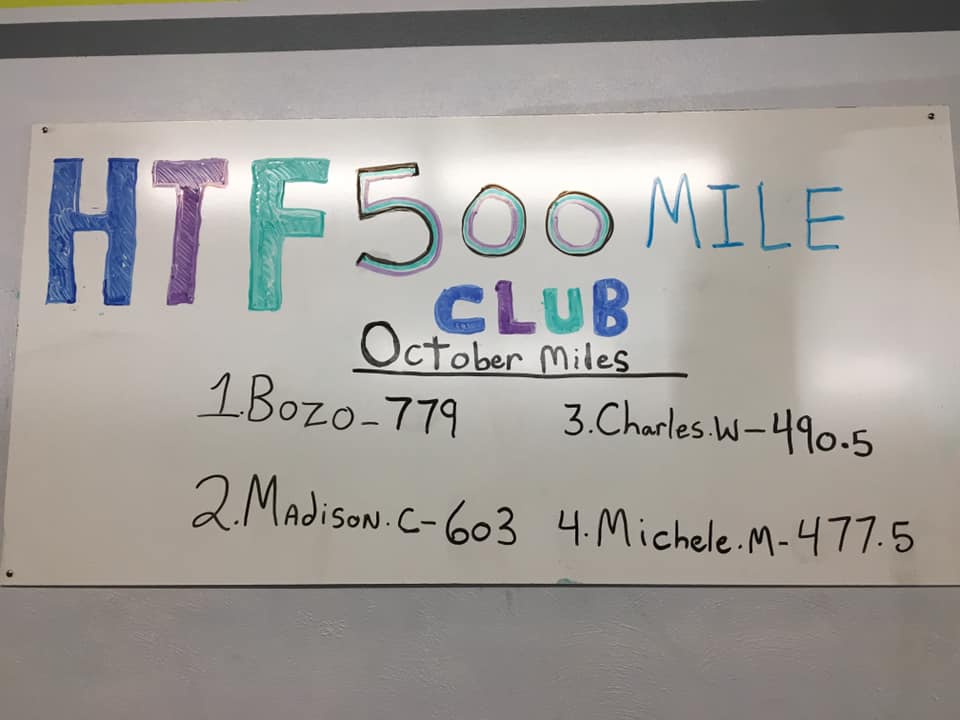 HTF 500 MILE
CLUB
October Miles
1.Bozo-779
3.Charles.W-490.5
2.Madison.C-603
4.Michele.M-477.5